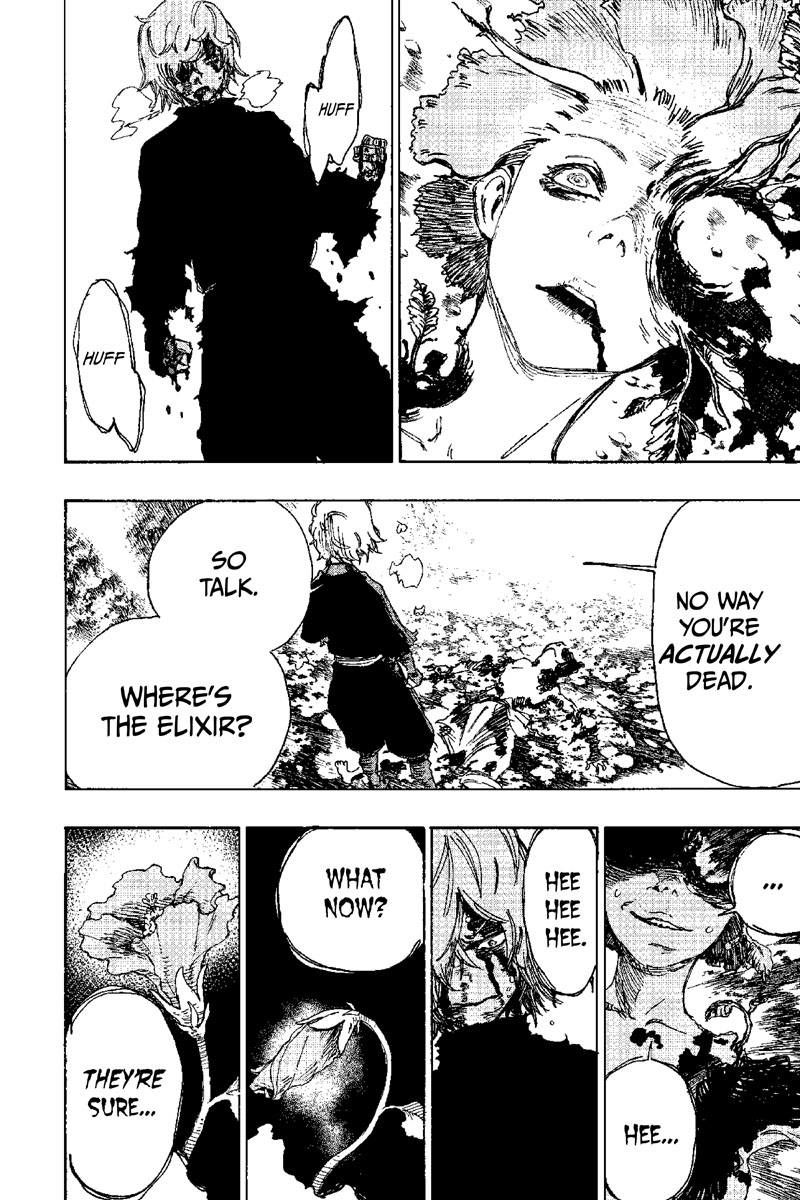 HUFF
HUFF
NO WAY
YOU'RE
ACTUALLY
DEAD.
SO
TALK.
WHERE'S
THE ELIXIR?
...
HEE...
HEE
HEE
HEE.
WHAT
NOW?
THEY'RE
SURE...